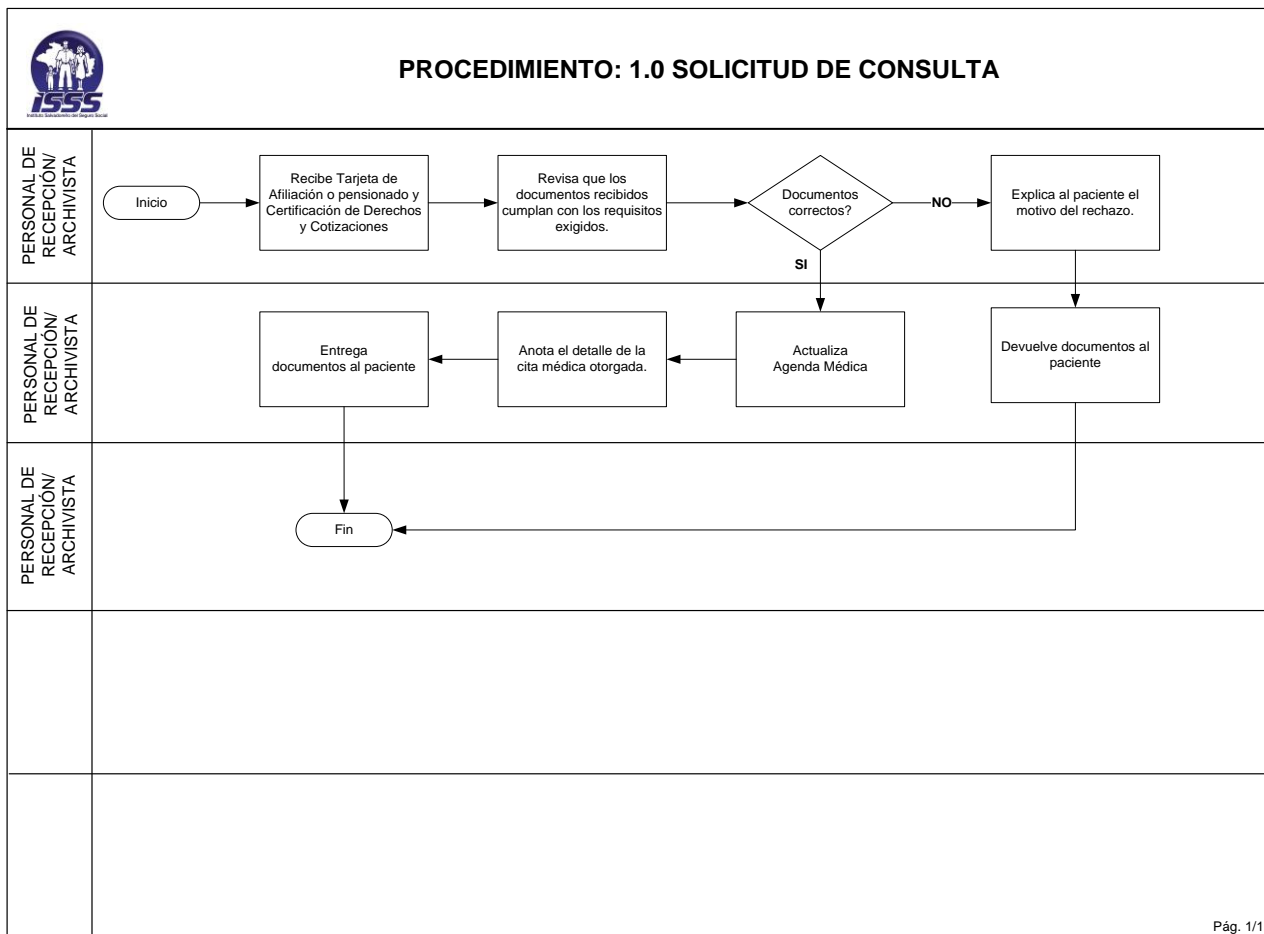 ISSS
Instituto Salvadoreño del Seguro Social
PROCEDIMIENTO: 1.0 SOLICITUD DE CONSULTA
PERSONAL DE
RECEPCIÓN/
ARCHIVISTA
Inicio
Recibe Tarjeta de
Afiliación o pensionado y
Certificación de Derechos
y Cotizaciones
Revisa que los
documentos recibidos
cumplan con los requisitos
exigidos.
Documentos
correctos?
NO
Explica al paciente el
motivo del rechazo.
SI
PERSONAL DE
RECEPCIÓN/
ARCHIVISTA
Entrega
documentos al paciente
Anota el detalle de la
cita médica otorgada.
Actualiza
Agenda Médica
Devuelve documentos al
paciente
PERSONAL DE
RECEPCIÓN/
ARCHIVISTA
Fin
Pág. 1/1